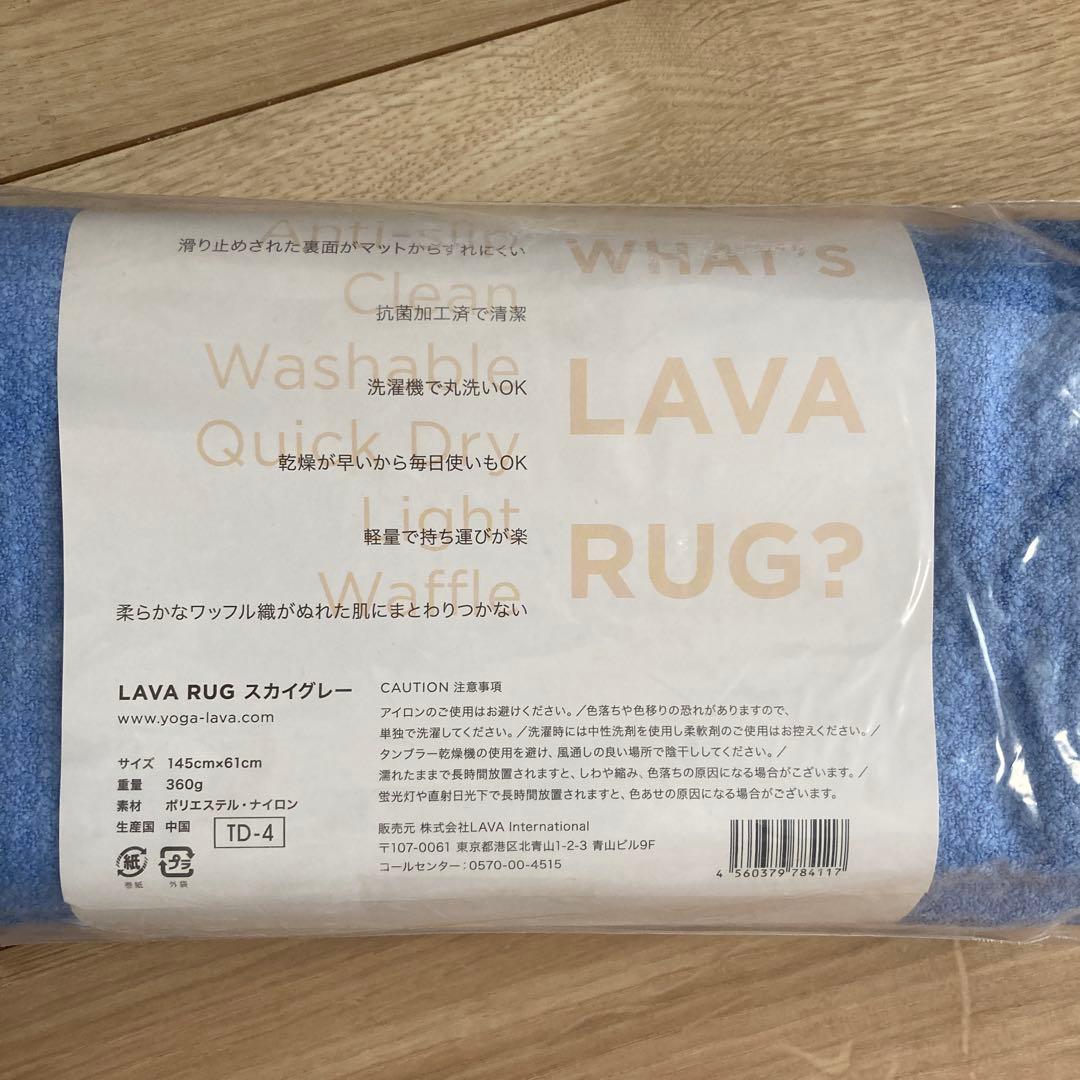 Anti-slip
滑り止めされた裏面がマットからずれにくい
Clean
抗菌加工済で清潔
Washable
洗濯機で丸洗いOK
Quick Dry
乾燥が早いから毎日使いもOK
Light
軽量で持ち運びが楽
Waffle
柔らかなワッフル織がぬれた肌にまとわりつかない
WHAT's
LAVA
RUG?
LAVA RUG スカイグレー
www.yoga-lava.com
サイズ 145cm×61cm
重量 360g
素材 ポリエステル・ナイロン
生産国 中国 TD-4
紙 プラ
巻紙 外袋
CAUTION 注意事項
アイロンのご使用はお避けください。／色落ちや色移りの恐れがありますので、
単独で洗濯してください。／洗濯時には中性洗剤を使用し柔軟剤のご使用はお控えください。／
タンブラー乾燥機の使用を避け、風通しの良い場所で陰干ししてください。／
濡れたままで長時間放置されますと、しわや縮み、色落ちの原因になる場合がございます。／
蛍光灯や直射日光下で長時間放置されますと、色あせの原因になる場合がございます。
販売元 株式会社LAVA International
〒107-0061 東京都港区北青山1-2-3 青山ビル9F
コールセンター：0570-00-4515
4 560379 784117